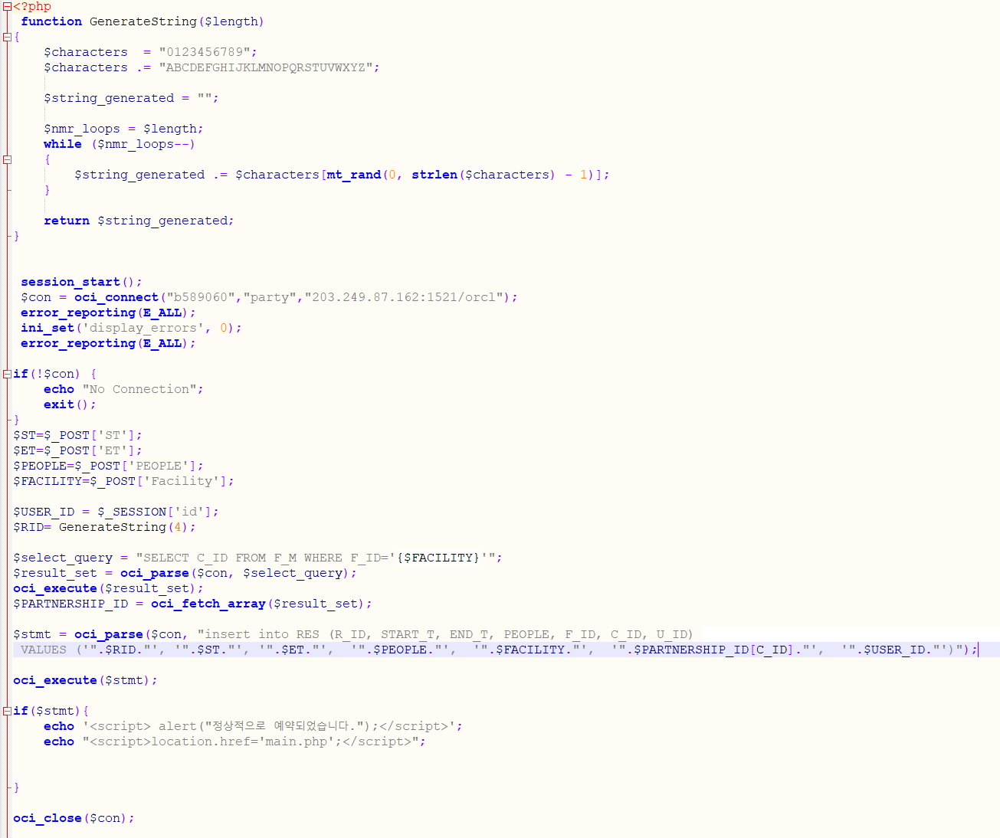 <?php
function GenerateString($length)
{
$characters  = "0123456789";
$characters .= "ABCDEFGHIJKLMNOPQRSTUVWXYZ";
$string_generated = "";
$nmr_loops = $length;
while ($nmr_loops--)
{
$string_generated .= $characters[mt_rand(0, strlen($characters) - 1)];
}
return $string_generated;
}
session_start();
$con = oci_connect("b589060","party","203.249.87.162:1521/orcl");
error_reporting(E_ALL);
ini_set('display_errors', 0);
error_reporting(E_ALL);
if(!$con) {
echo "No Connection";
exit();
}
$ST=$_POST['ST'];
$ET=$_POST['ET'];
$PEOPLE=$_POST['PEOPLE'];
$FACILITY=$_POST['Facility'];
$USER_ID = $_SESSION['id'];
$RID= GenerateString(4);
$select_query = "SELECT C_ID FROM F_M WHERE F_ID='{$FACILITY}'";
$result_set = oci_parse($con, $select_query);
oci_execute($result_set);
$PARTNERSHIP_ID = oci_fetch_array($result_set);
$stmt = oci_parse($con, "insert into RES (R_ID, START_T, END_T, PEOPLE, F_ID, C_ID, U_ID)
VALUES ('".$RID."', '".$ST."', '".$ET."',  '".$PEOPLE."',  '".$FACILITY."',  '".$PARTNERSHIP_ID[C_ID]."',  '".$USER_ID."')");
oci_execute($stmt);
if($stmt){
echo '<script> alert("정상적으로 예약되었습니다.");</script>';
echo "<script>location.href='main.php';</script>";
}
oci_close($con);